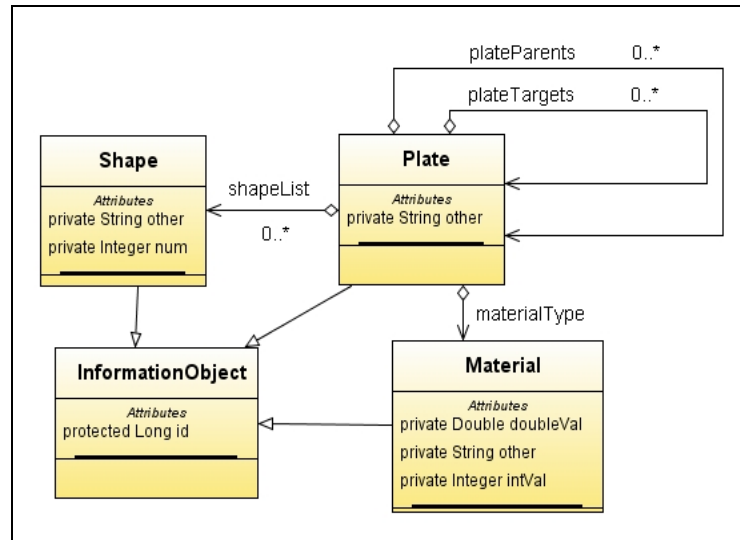 plateParents 0..*
plateTargets 0..*
Shape
Attributes
private String other
private Integer num
shapeList
0..*
Plate
Attributes
private String other
materialType
InformationObject
Attributes
protected Long id
Material
Attributes
private Double doubleVal
private String other
private Integer intVal